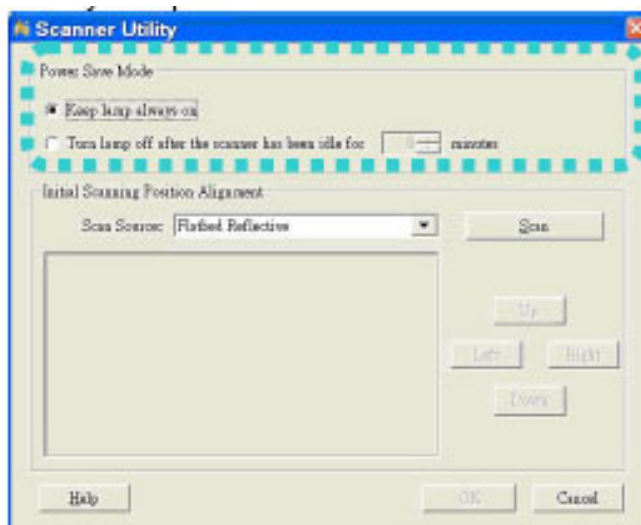 Scanner Utility
Power Save Mode
Keep lamp always on
Turn lamp off after the scanner has been idle for minutes
Initial Scanning Position Alignment
Scan Source: Flatbed Reflective
Scan
Up
Left Right
Down
Help OK Cancel